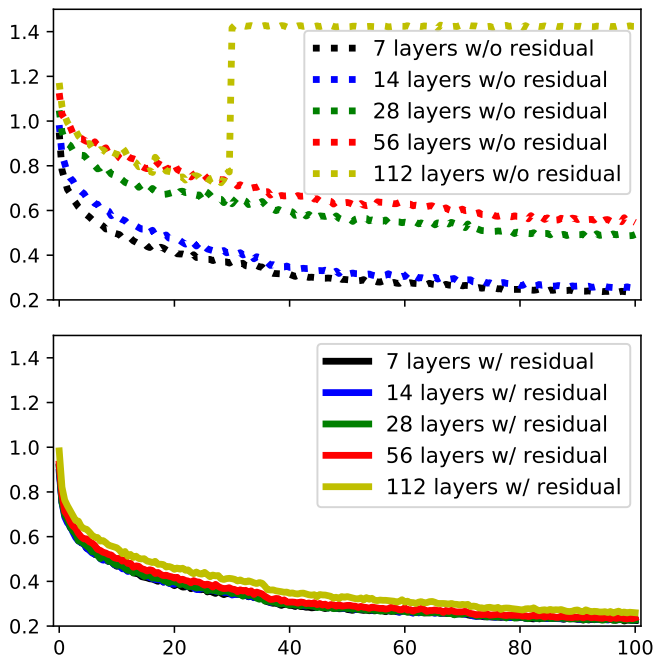 1.4
1.2
1.0
0.8
0.6
0.4
0.2
7 layers w/o residual
14 layers w/o residual
28 layers w/o residual
56 layers w/o residual
112 layers w/o residual
1.4
1.2
1.0
0.8
0.6
0.4
0.2
7 layers w/ residual
14 layers w/ residual
28 layers w/ residual
56 layers w/ residual
112 layers w/ residual
0 20 40 60 80 100